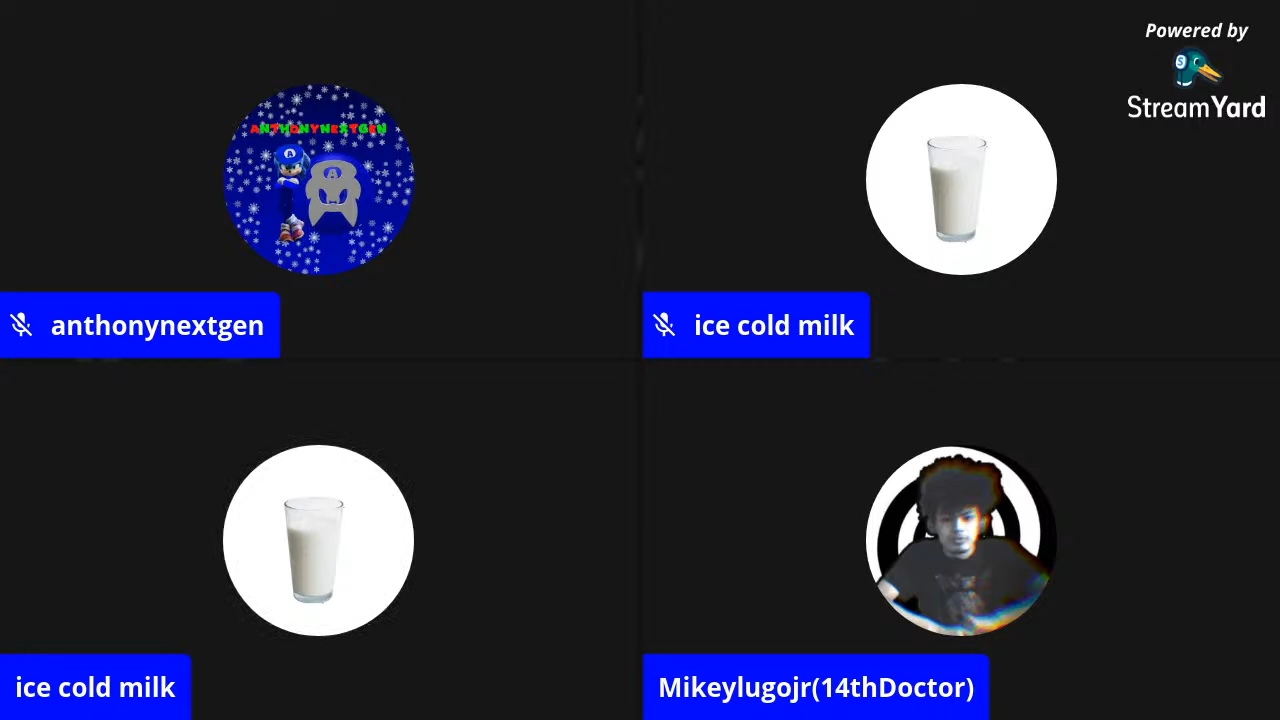 Powered by
StreamYard
ANTHONYNEXTGEN
anthonynextgen
ice cold milk
ice cold milk
Mikeylugojr(14thDoctor)